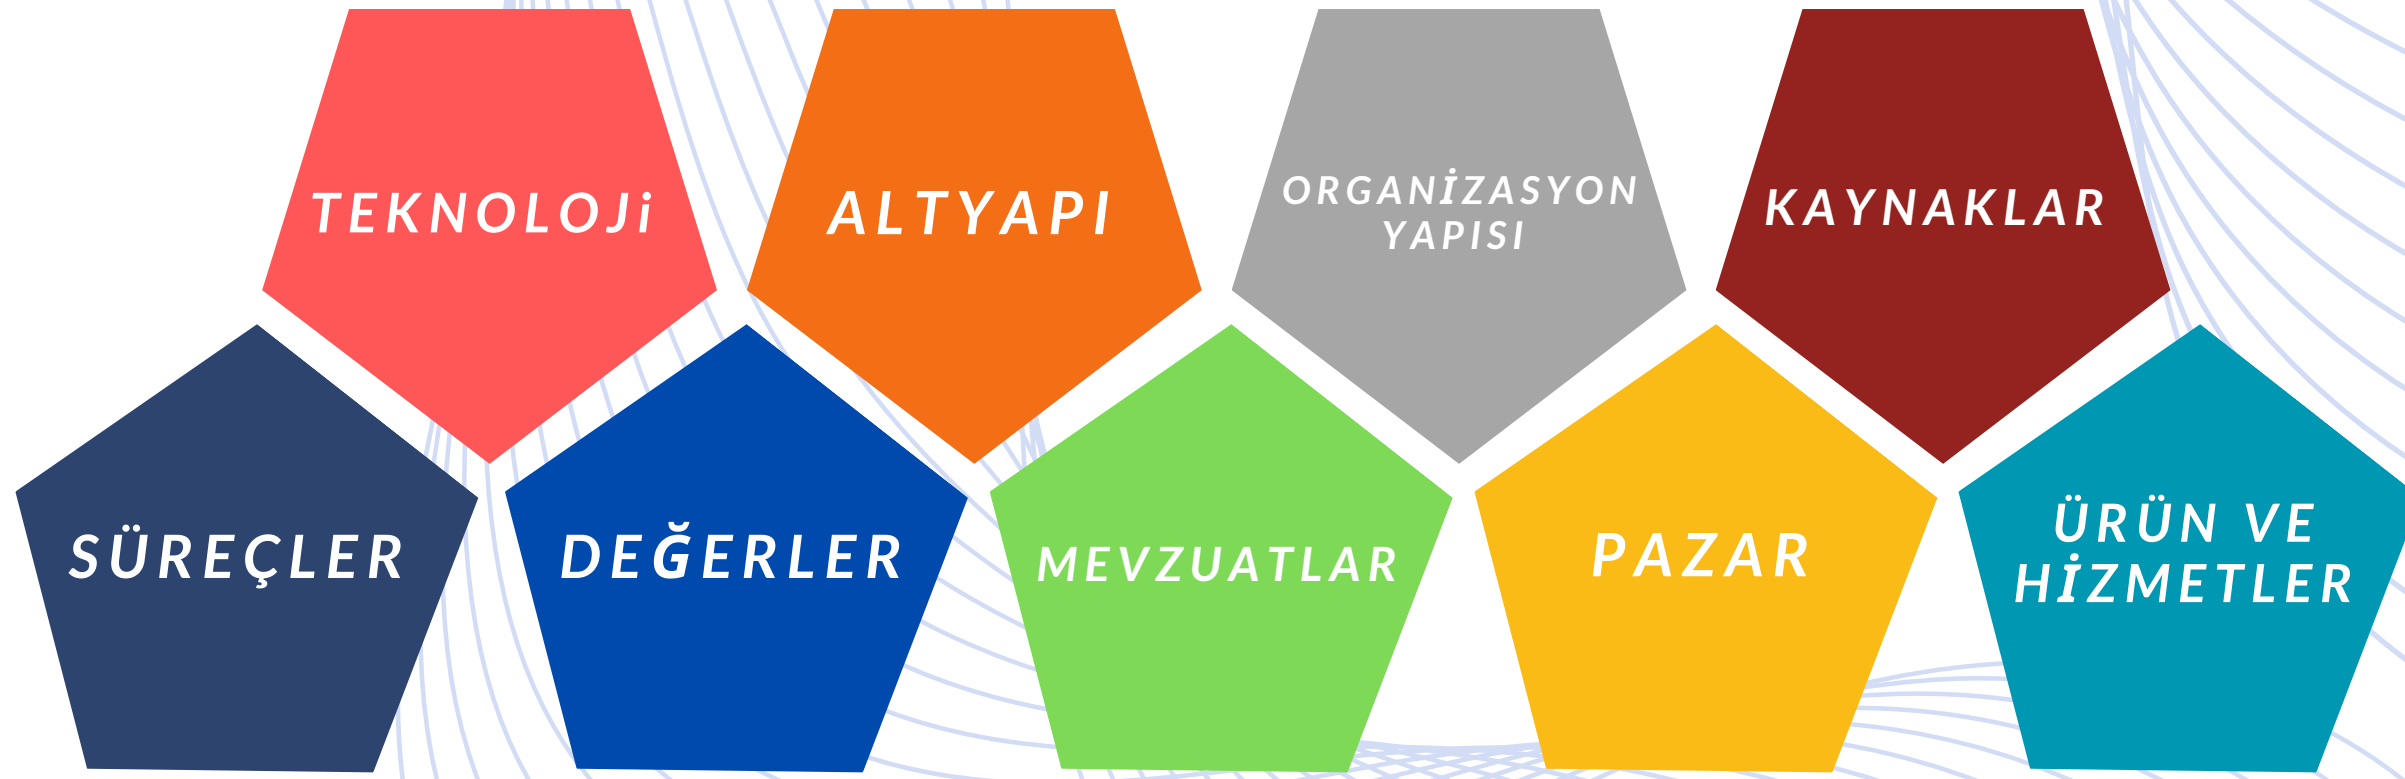 TEKNOLOJi
ALTYAPI
ORGANİZASYON
YAPISI
KAYNAKLAR
SÜREÇLER
DEĞERLER
MEVZUATLAR
PAZAR
ÜRÜN VE
HİZMETLER